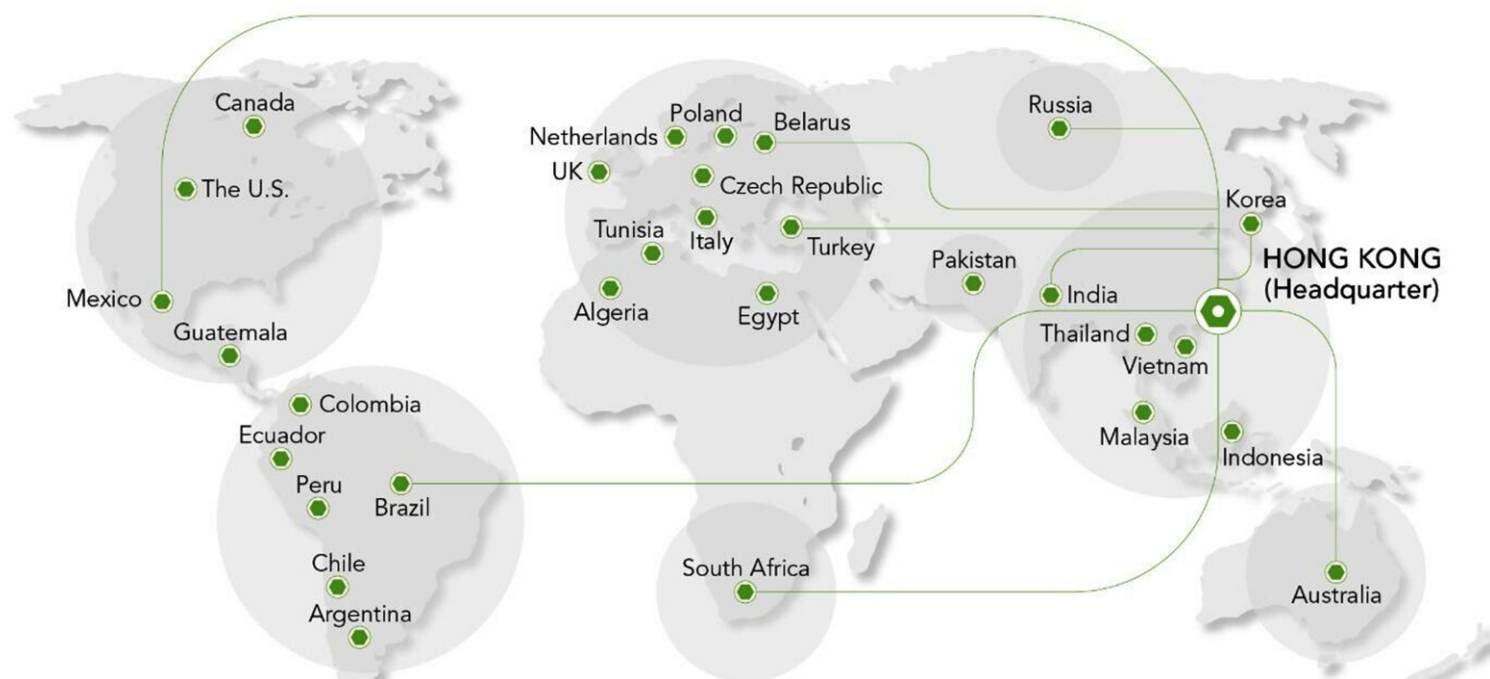 Canada
The U.S.
Mexico
Guatemala
Colombia
Ecuador
Peru
Brazil
Chile
Argentina
Poland
Belarus
Netherlands
UK
Czech Republic
Tunisia
Italy
Turkey
Algeria
Egypt
South Africa
Russia
Korea
Pakistan
HONG KONG
(Headquarter)
India
Thailand
Vietnam
Malaysia
Indonesia
Australia